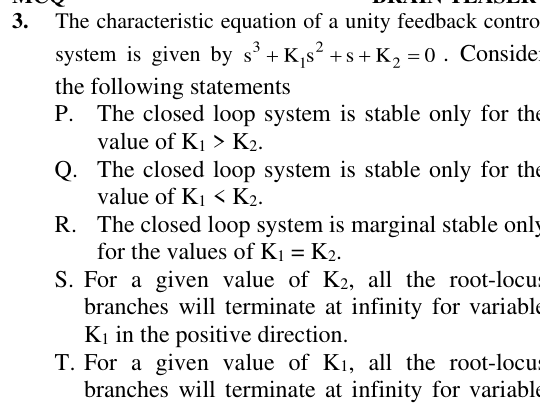 3. The characteristic equation of a unity feedback contro
system is given by s³ + K₁s² + s + K₂ = 0 . Conside
the following statements
P. The closed loop system is stable only for the
value of K₁ > K₂.
Q. The closed loop system is stable only for the
value of K₁ < K₂.
R. The closed loop system is marginal stable only
for the values of K₁ = K₂.
S. For a given value of K₂, all the root-locus
branches will terminate at infinity for variable
K₁ in the positive direction.
T. For a given value of K₁, all the root-locus
branches will terminate at infinity for variable